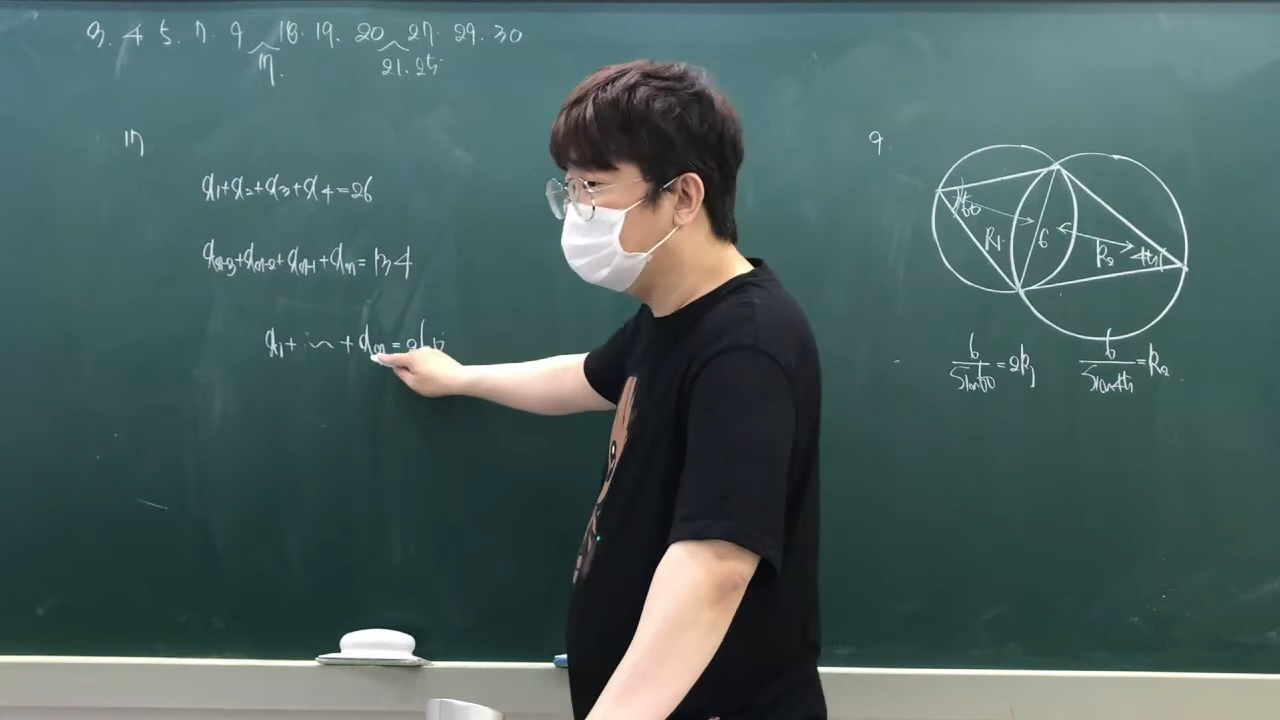 3. 4 5. 7. 9 18. 19. 20 27. 29. 30
17. 21. 25
17
a₁+a₂+a₃+a₄=26
aₙ₋₃+aₙ₋₂+aₙ₋₁+aₙ=134
a₁+ ⋯ +aₙ=
9.
60
R₁
6
R₂
45
6/sin60=2R₁
6/sin45=R₂